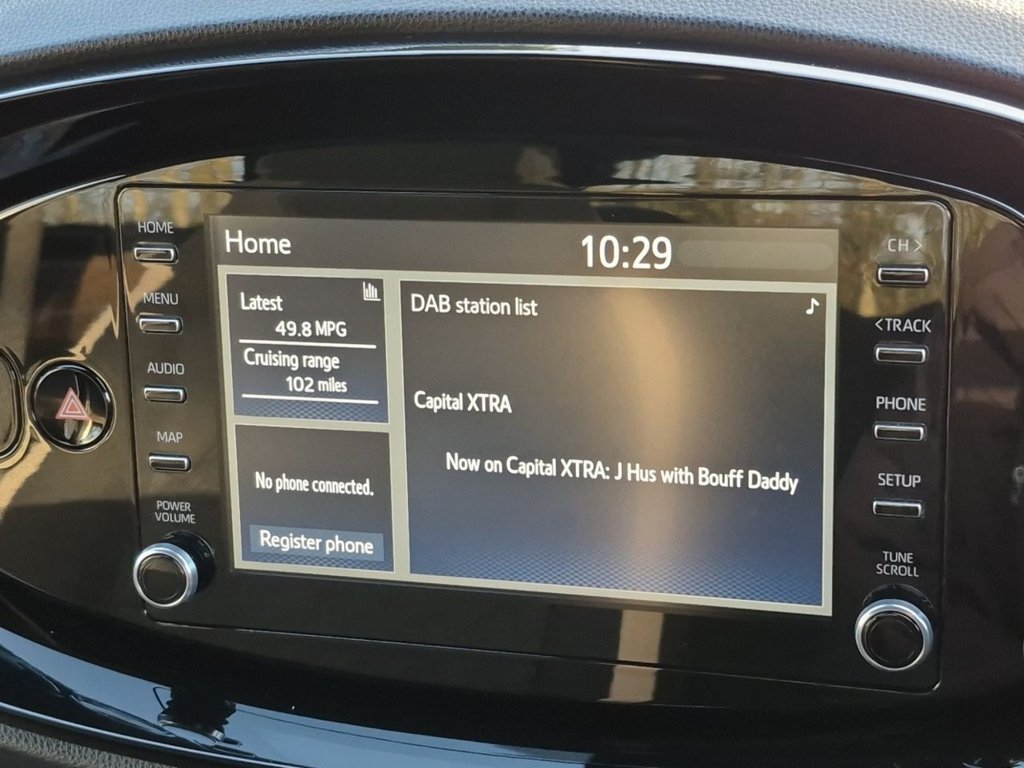 HOME
MENU
AUDIO
MAP
POWER
VOLUME
Home
10:29
Latest
49.8 MPG
Cruising range
102 miles
No phone connected.
Register phone
DAB station list
Capital XTRA
Now on Capital XTRA: J Hus with Bouff Daddy
CH >
<TRACK
PHONE
SETUP
TUNE
SCROLL